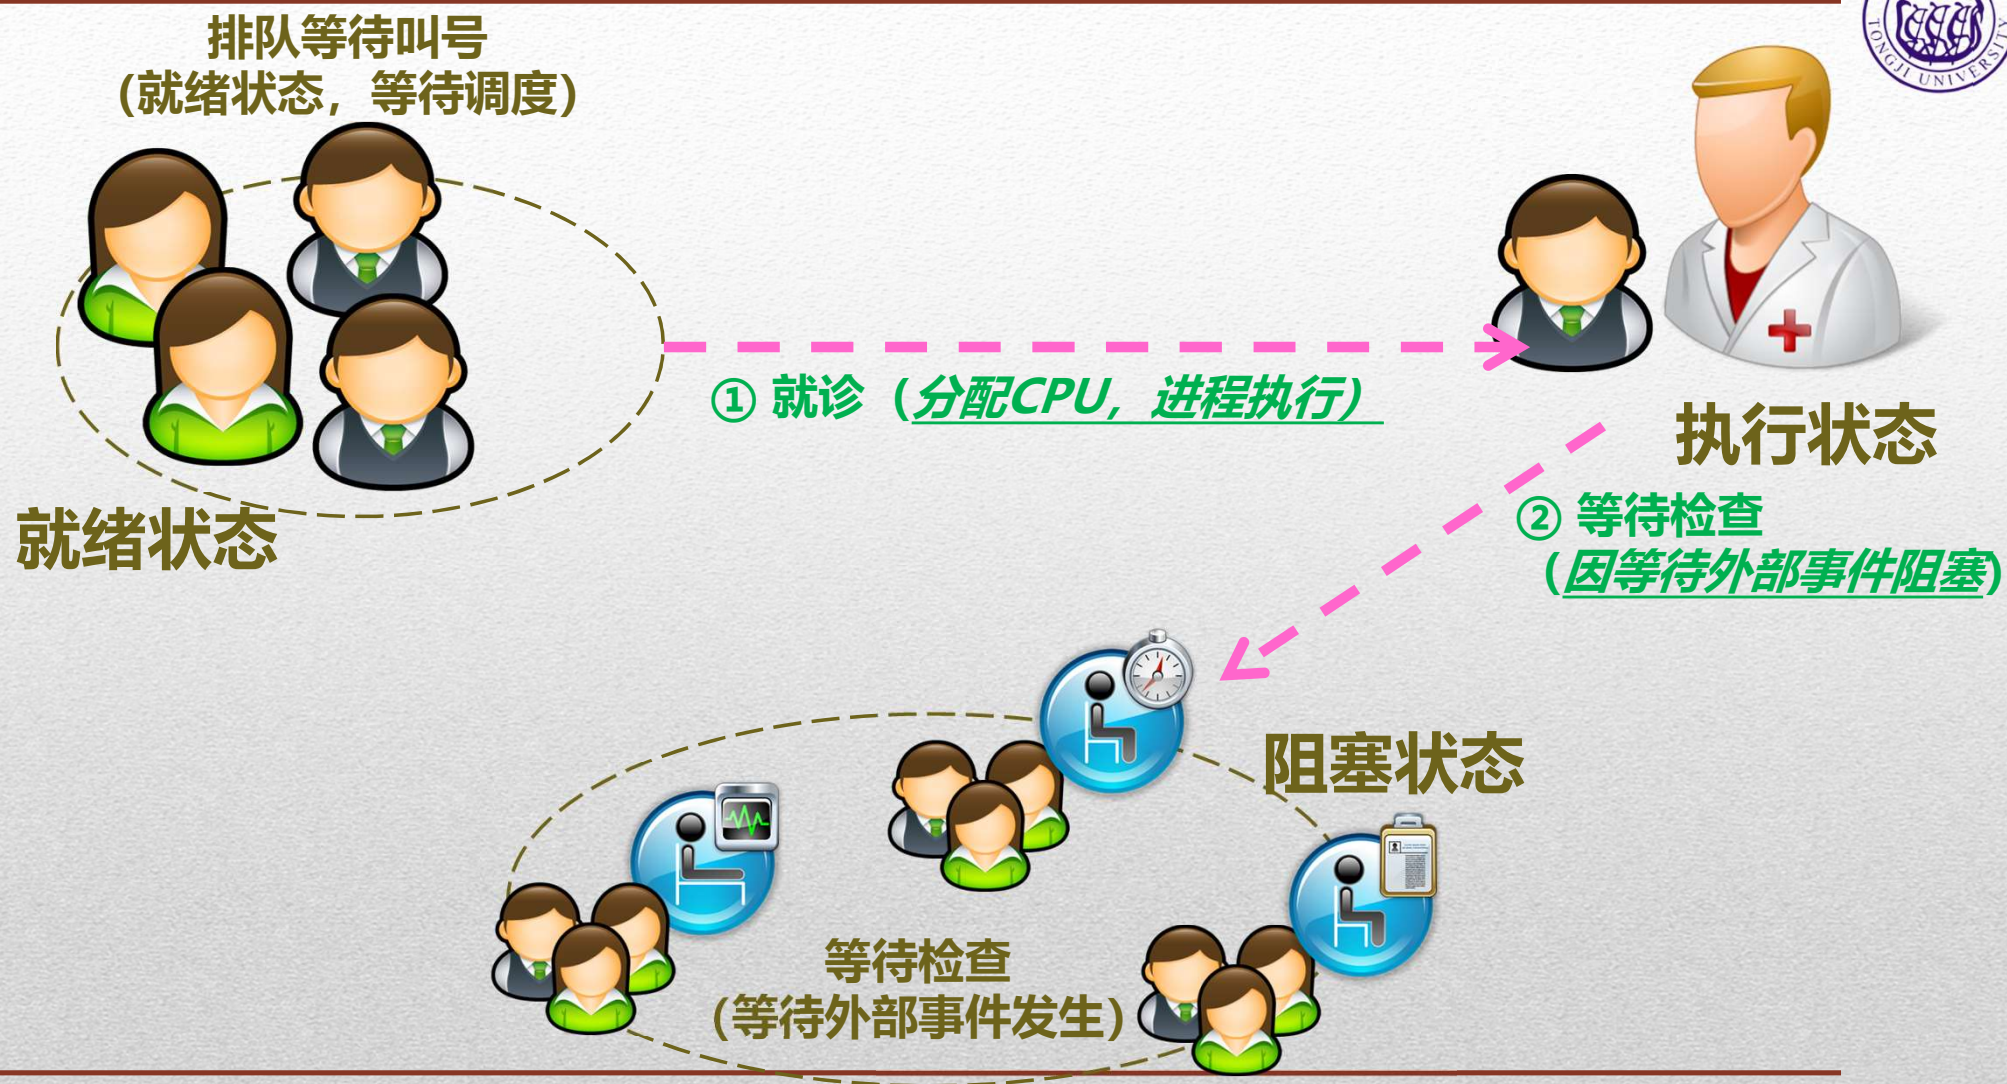 排队等待叫号
(就绪状态，等待调度)
TONGJI UNIVERSITY
① 就诊（分配CPU，进程执行）
执行状态
② 等待检查
(因等待外部事件阻塞)
就绪状态
阻塞状态
等待检查
(等待外部事件发生)